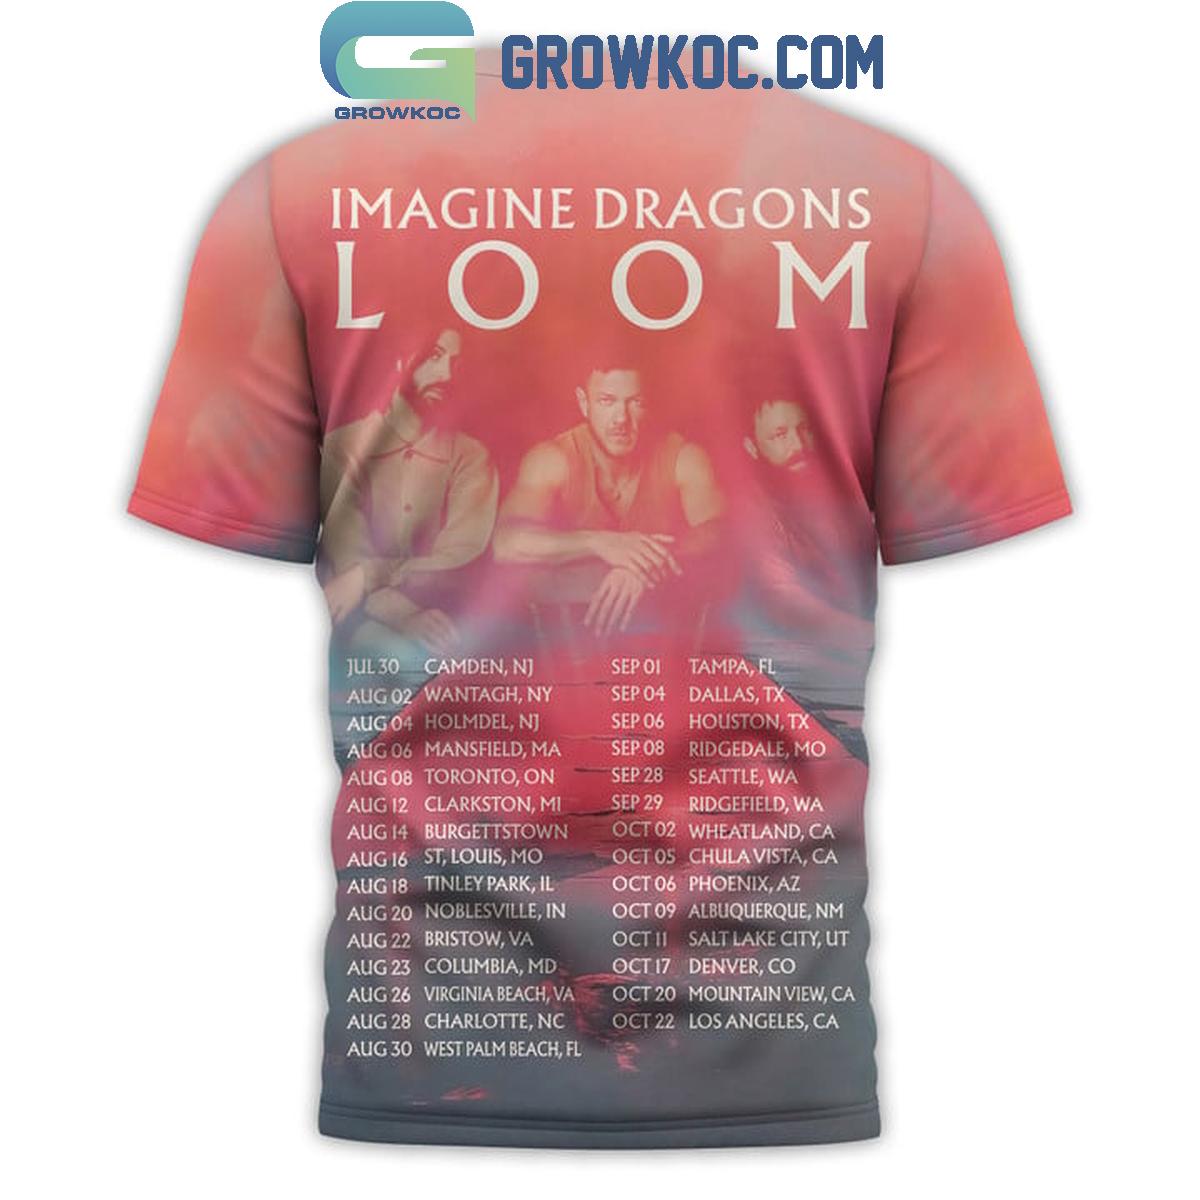 GROWKOC
GROWKOC.COM
IMAGINE DRAGONS
LOOM
JUL 30 CAMDEN, NJ
AUG 02 WANTAGH, NY
AUG 04 HOLMDEL, NJ
AUG 06 MANSFIELD, MA
AUG 08 TORONTO, ON
AUG 12 CLARKSTON, MI
AUG 14 BURGETTSTOWN
AUG 16 ST, LOUIS, MO
AUG 18 TINLEY PARK, IL
AUG 20 NOBLESVILLE, IN
AUG 22 BRISTOW, VA
AUG 23 COLUMBIA, MD
AUG 26 VIRGINIA BEACH, VA
AUG 28 CHARLOTTE, NC
AUG 30 WEST PALM BEACH, FL
SEP 01 TAMPA, FL
SEP 04 DALLAS, TX
SEP 06 HOUSTON, TX
SEP 08 RIDGEDALE, MO
SEP 28 SEATTLE, WA
SEP 29 RIDGEFIELD, WA
OCT 02 WHEATLAND, CA
OCT 05 CHULA VISTA, CA
OCT 06 PHOENIX, AZ
OCT 09 ALBUQUERQUE, NM
OCT 11 SALT LAKE CITY, UT
OCT 17 DENVER, CO
OCT 20 MOUNTAIN VIEW, CA
OCT 22 LOS ANGELES, CA